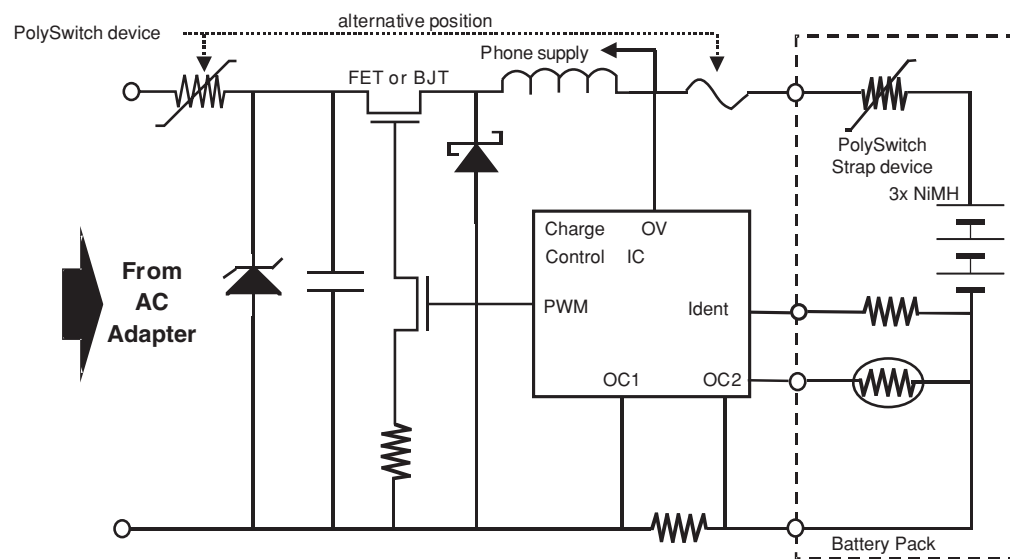 alternative position
PolySwitch device
Phone supply
FET or BJT
PolySwitch
Strap device
3x NiMH
Charge OV
Control IC
From
AC
Adapter
PWM
Ident
OC1 OC2
Battery Pack